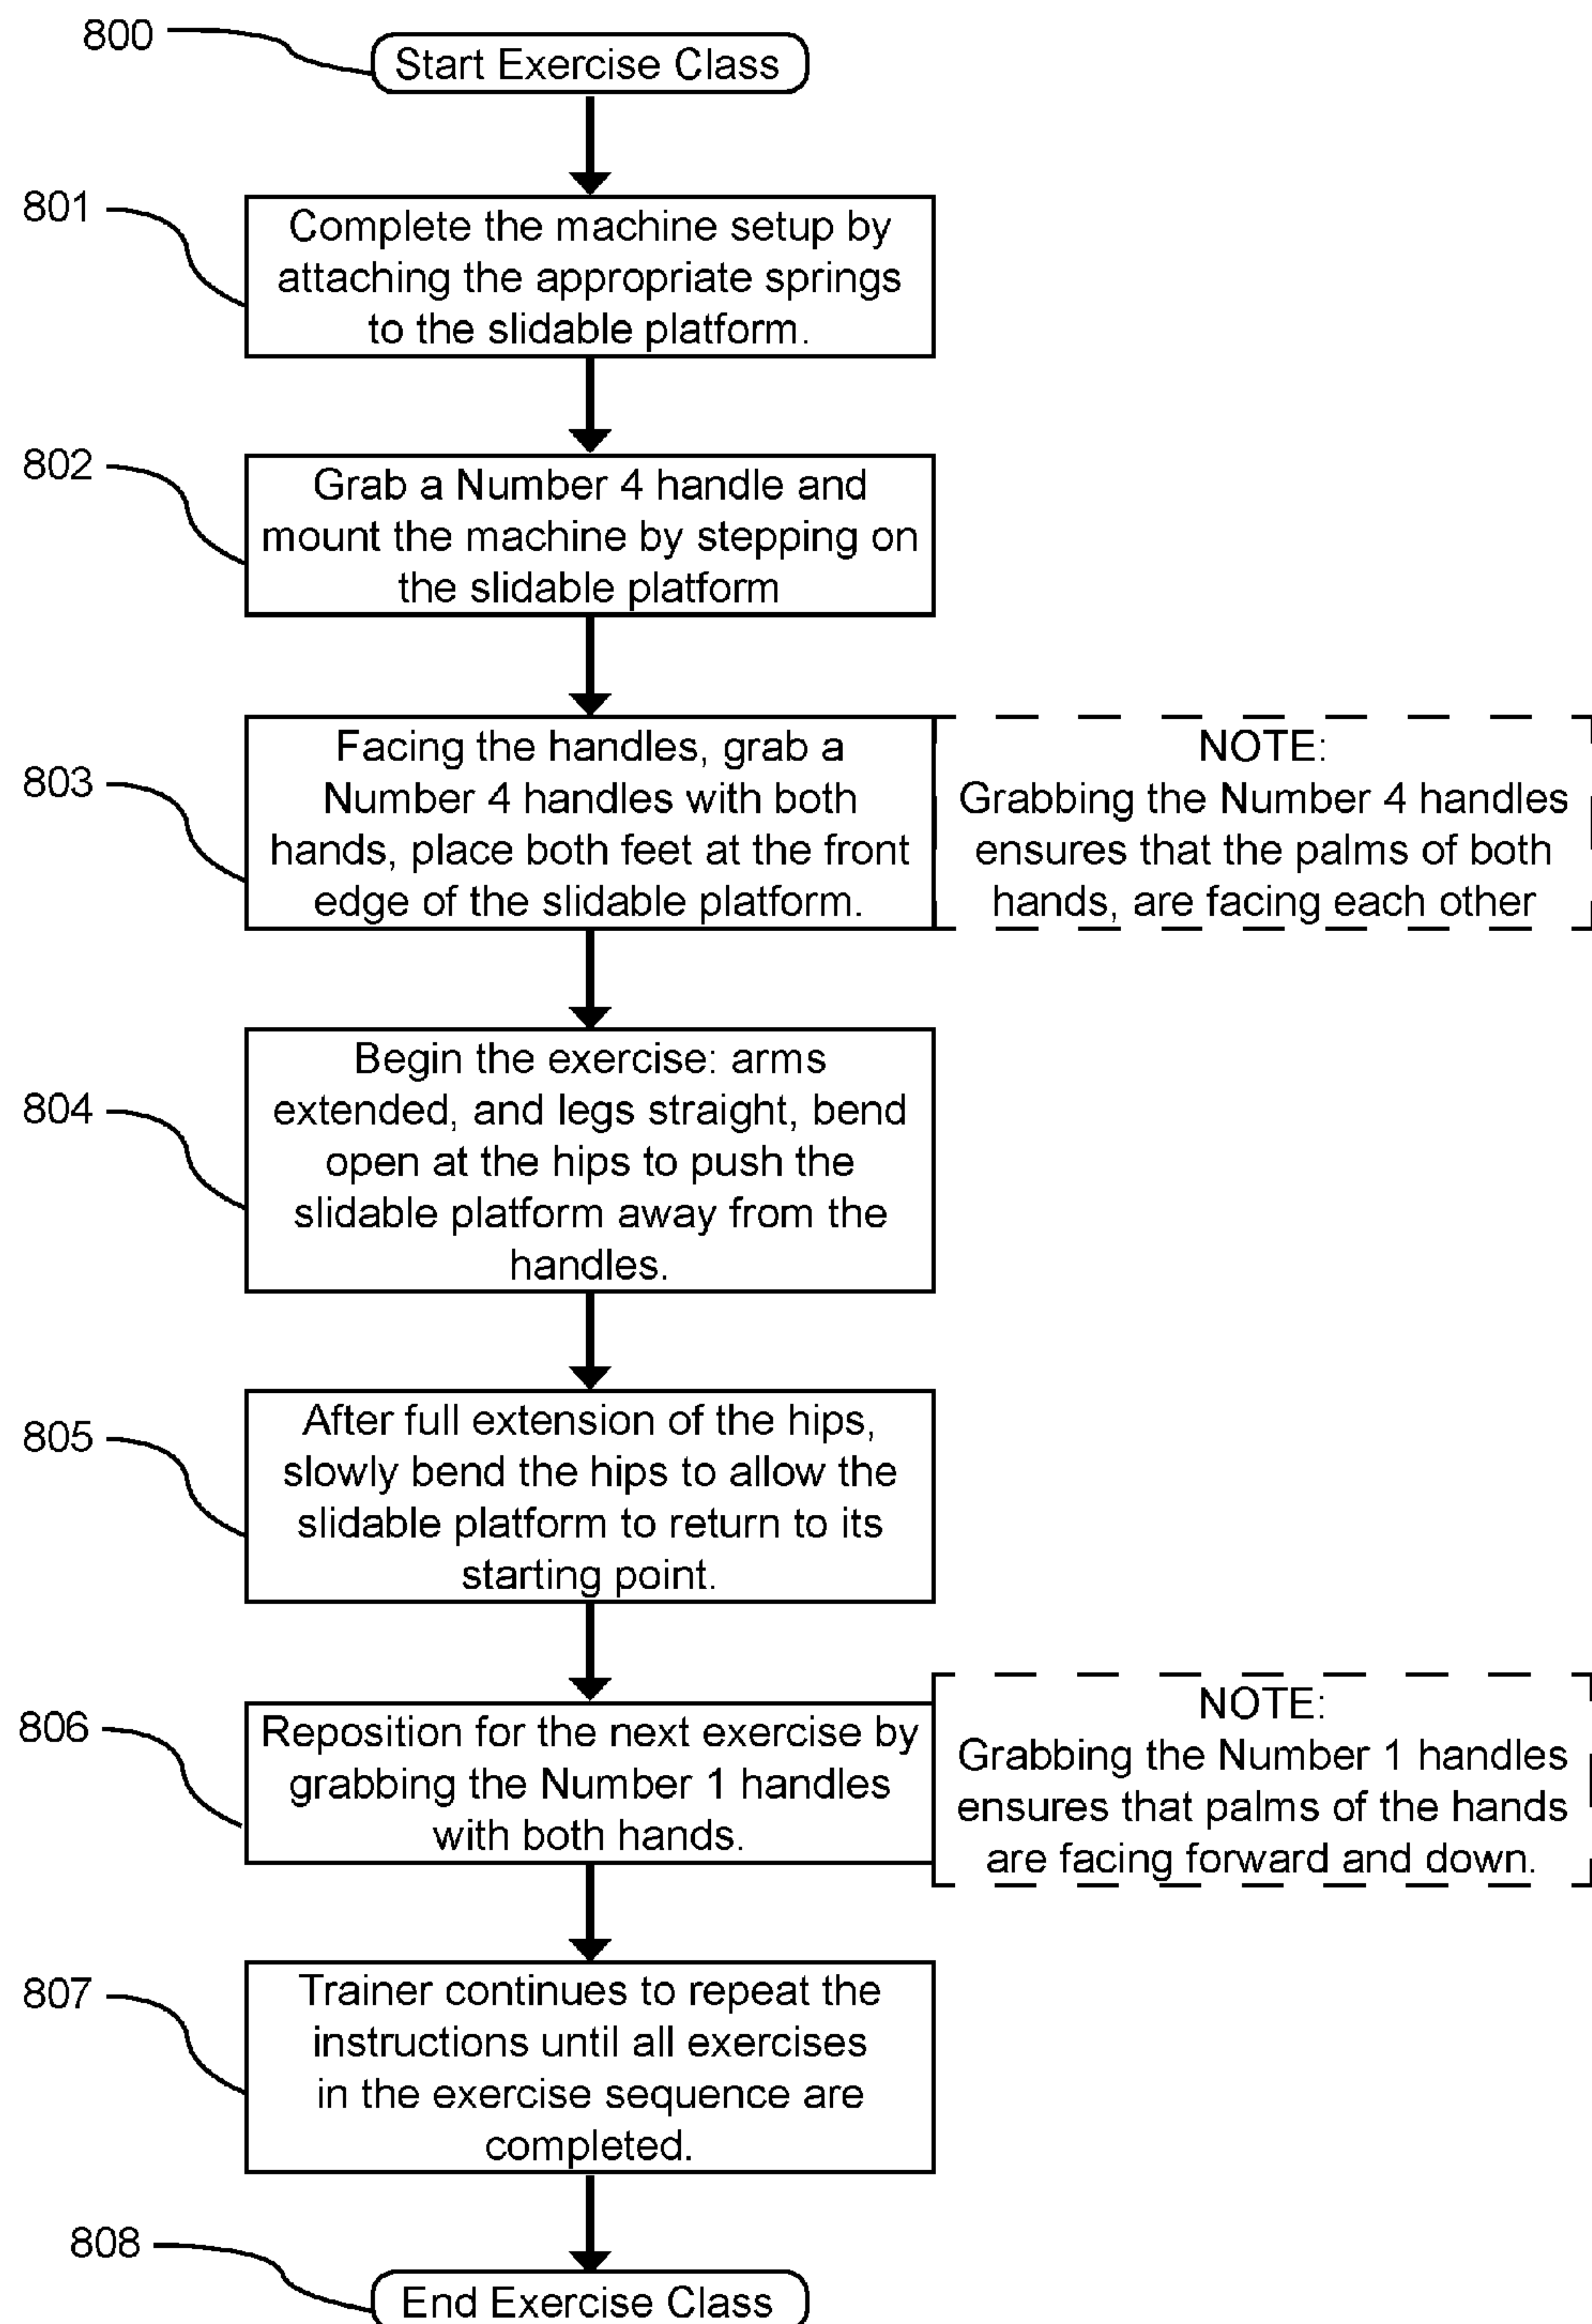 800
Start Exercise Class
801
Complete the machine setup by
attaching the appropriate springs
to the slidable platform.
802
Grab a Number 4 handle and
mount the machine by stepping on
the slidable platform
803
Facing the handles, grab a
Number 4 handles with both
hands, place both feet at the front
edge of the slidable platform.
NOTE:
Grabbing the Number 4 handles
ensures that the palms of both
hands, are facing each other
804
Begin the exercise: arms
extended, and legs straight, bend
open at the hips to push the
slidable platform away from the
handles.
805
After full extension of the hips,
slowly bend the hips to allow the
slidable platform to return to its
starting point.
806
Reposition for the next exercise by
grabbing the Number 1 handles
with both hands.
NOTE:
Grabbing the Number 1 handles
ensures that palms of the hands
are facing forward and down.
807
Trainer continues to repeat the
instructions until all exercises
in the exercise sequence are
completed.
808
End Exercise Class